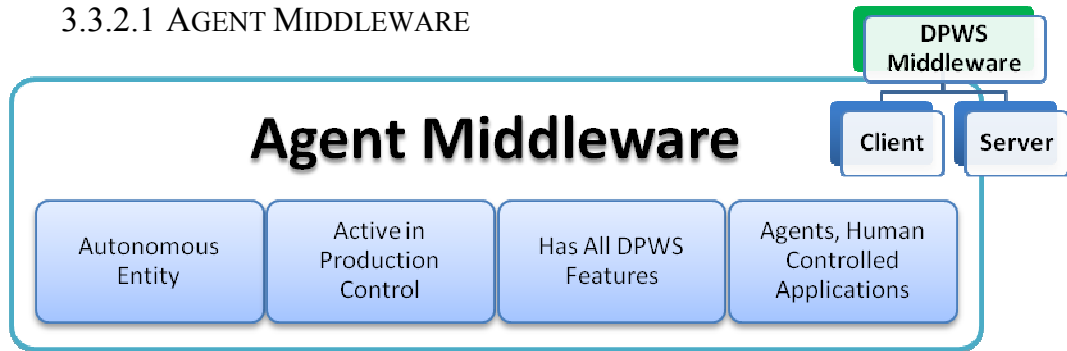 3.3.2.1 AGENT MIDDLEWARE
DPWS
Middleware
Client
Server
Agent Middleware
Autonomous
Entity
Active in
Production
Control
Has All DPWS
Features
Agents, Human
Controlled
Applications